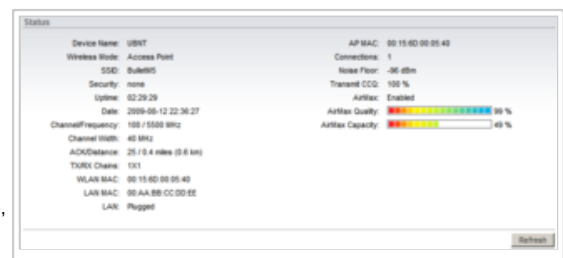 Status
Device Name: UBNT
Wireless Mode: Access Point
SSID: BulletM5
Security: none
Uptime: 02:29:29
Date: 2009-08-12 22:36:27
Channel/Frequency: 100 / 5500 MHz
Channel Width: 40 MHz
ACK/Distance: 25 / 0.4 miles (0.6 km)
TX/RX Chains: 1X1
WLAN MAC: 00:15:6D:00:05:40
LAN MAC: 00:AA:BB:CC:DD:EE
LAN: Plugged
AP MAC: 00:15:6D:00:05:40
Connections: 1
Noise Floor: -96 dBm
Transmit CCQ: 100 %
AirMax: Enabled
AirMax Quality: 99 %
AirMax Capacity: 49 %
,
Refresh